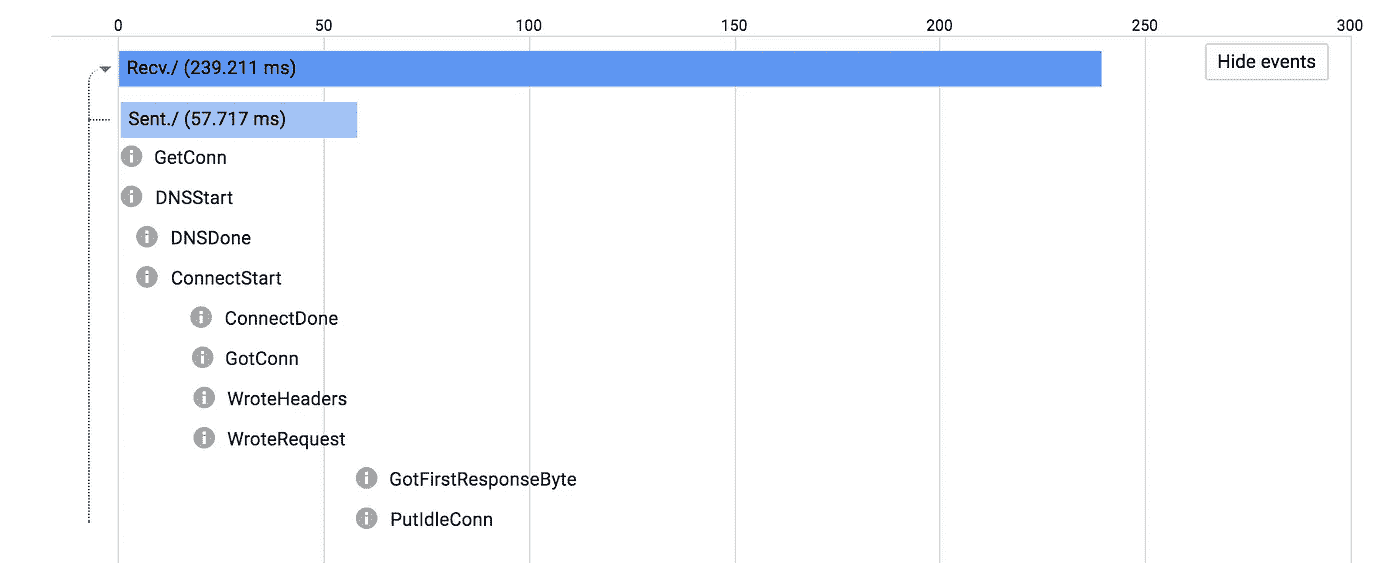 0 50 100 150 200 250 300
Recv./ (239.211 ms)
Hide events
Sent./ (57.717 ms)
GetConn
DNSStart
DNSDone
ConnectStart
ConnectDone
GotConn
WroteHeaders
WroteRequest
GotFirstResponseByte
PutIdleConn